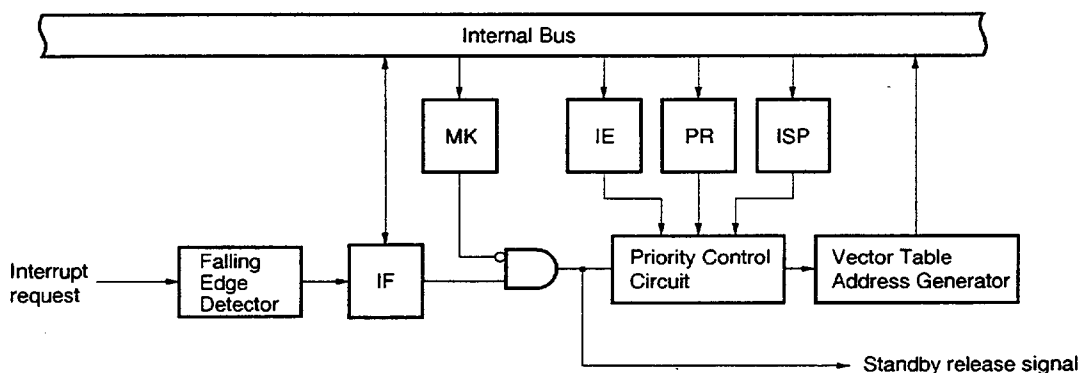 Internal Bus
MK
IE
PR
ISP
Interrupt
request
Falling
Edge
Detector
IF
Priority Control
Circuit
Vector Table
Address Generator
Standby release signal